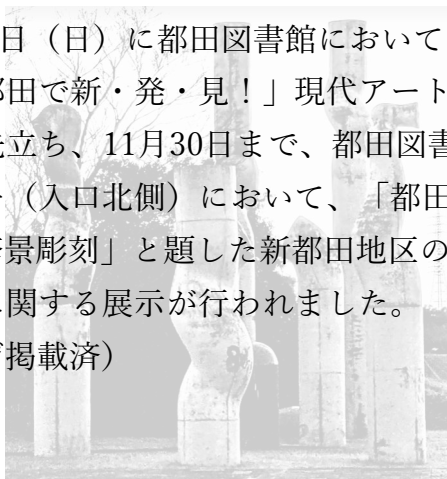 日（日）に都田図書館において
都田で新・発・見！」現代アート
先立ち、11月30日まで、都田図書
（入口北側）において、「都田
景彫刻」と題した新都田地区の
に関する展示が行われました。
掲載済）